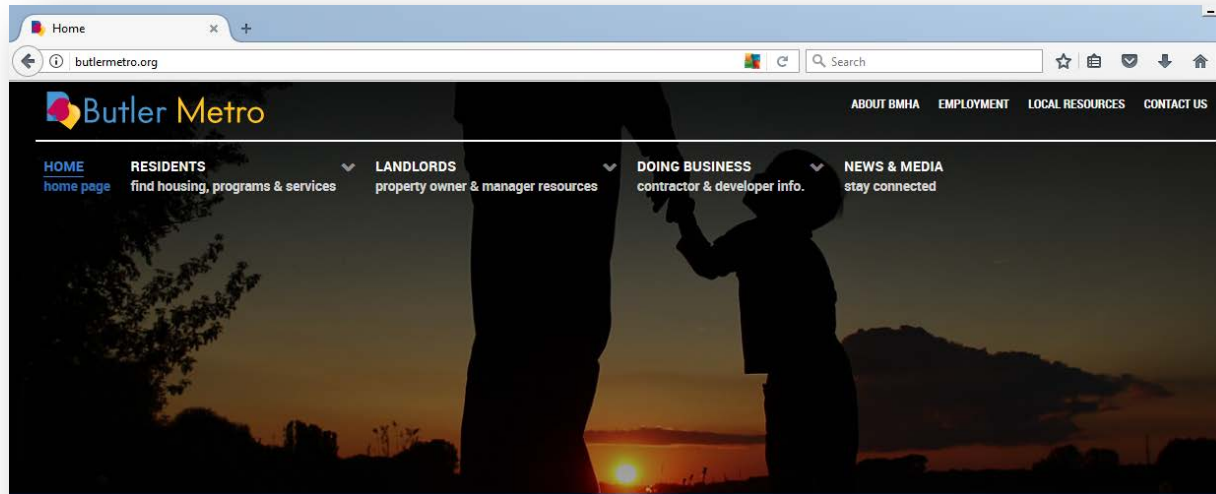 Home
butlermetro.org
Search
Butler Metro
ABOUT BMHA EMPLOYMENT LOCAL RESOURCES CONTACT US
HOME RESIDENTS LANDLORDS DOING BUSINESS NEWS & MEDIA
home page find housing, programs & services property owner & manager resources contractor & developer info. stay connected